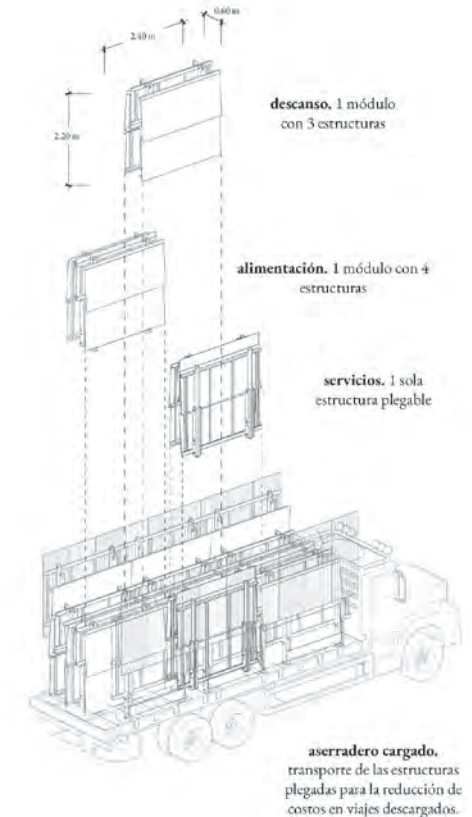 0.60 m
2.40 m
2.20 m
descanso. 1 módulo
con 3 estructuras
alimentación. 1 módulo con 4
estructuras
servicios. 1 sola
estructura plegable
aserradero cargado.
transporte de las estructuras
plegadas para la reducción de
costos en viajes descargados.